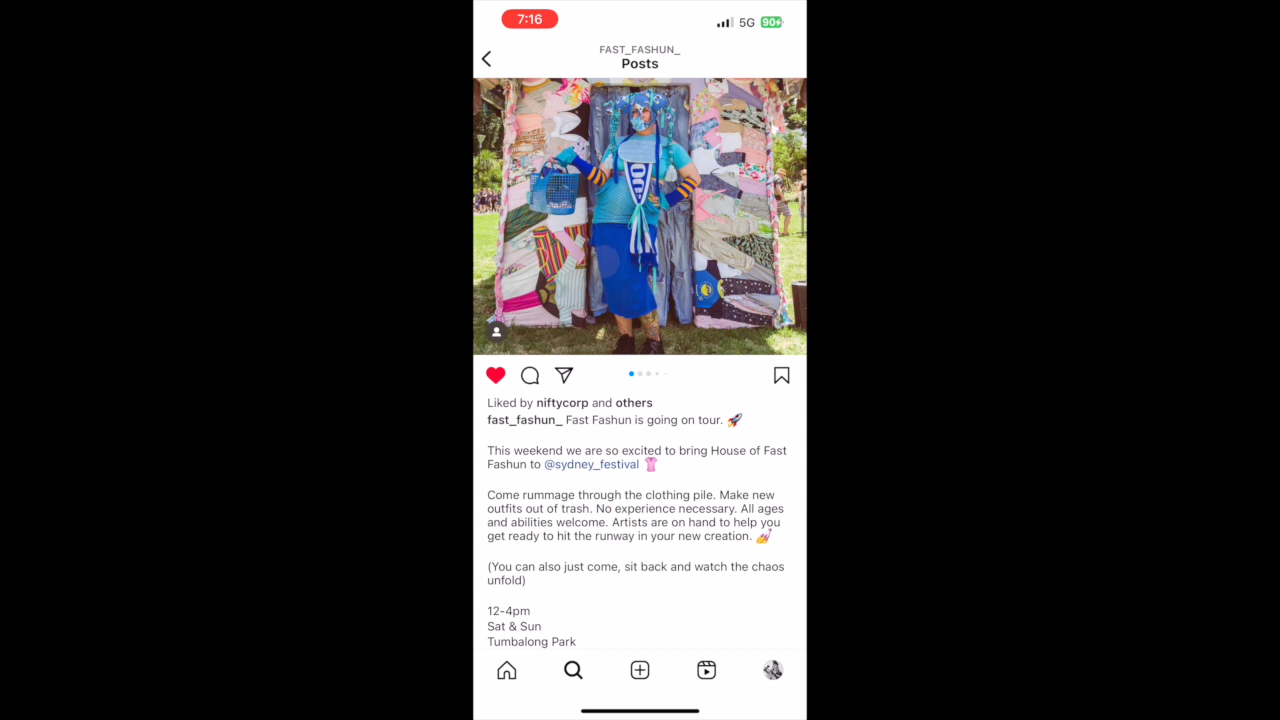 7:16
5G
90+
FAST_FASHUN_
Posts
Liked by niftycorp and others
fast_fashun_ Fast Fashun is going on tour. 🚀
This weekend we are so excited to bring House of Fast
Fashun to @sydney_festival 👚
Come rummage through the clothing pile. Make new
outfits out of trash. No experience necessary. All ages
and abilities welcome. Artists are on hand to help you
get ready to hit the runway in your new creation. 💅
(You can also just come, sit back and watch the chaos
unfold)
12-4pm
Sat & Sun
Tumbalong Park